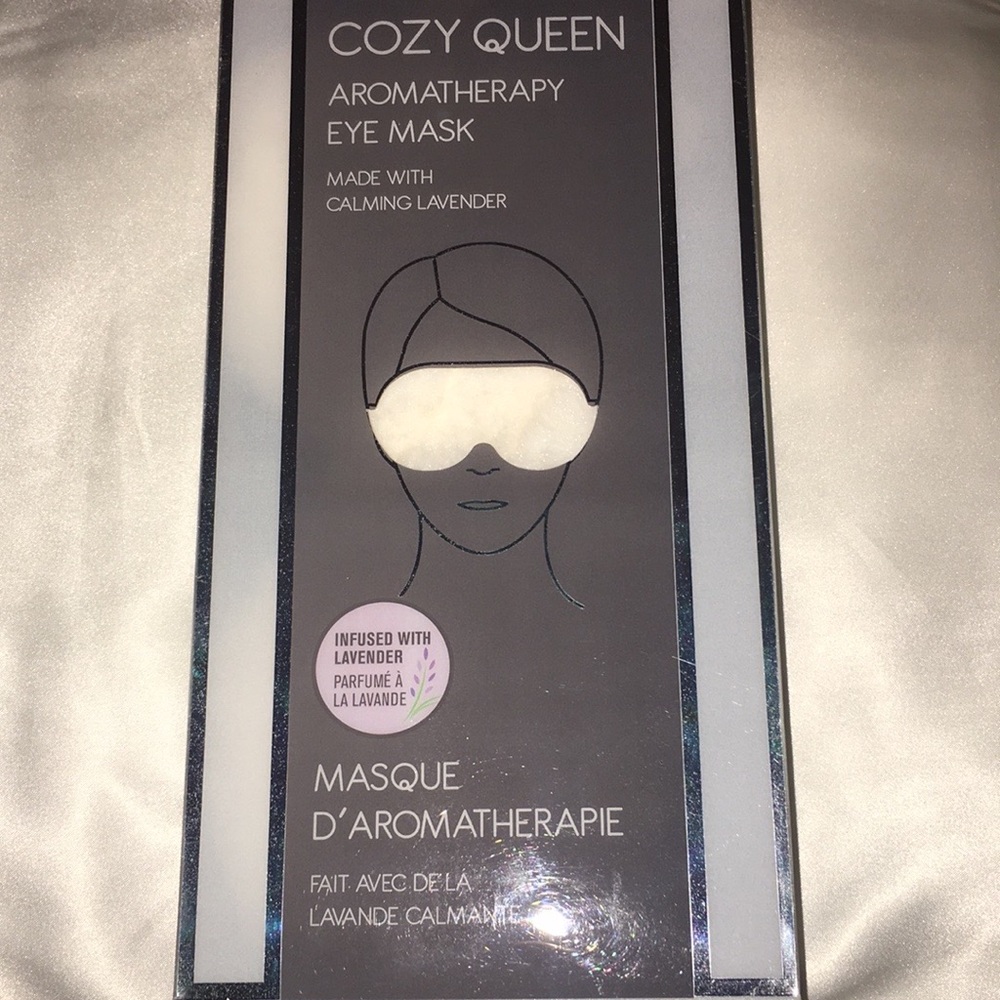 COZY QUEEN
AROMATHERAPY
EYE MASK
MADE WITH
CALMING LAVENDER
INFUSED WITH
LAVENDER
PARFUMÉ À
LA LAVANDE
MASQUE
D'AROMATHERAPIE
FAIT AVEC DE LA
LAVANDE CALMANTE